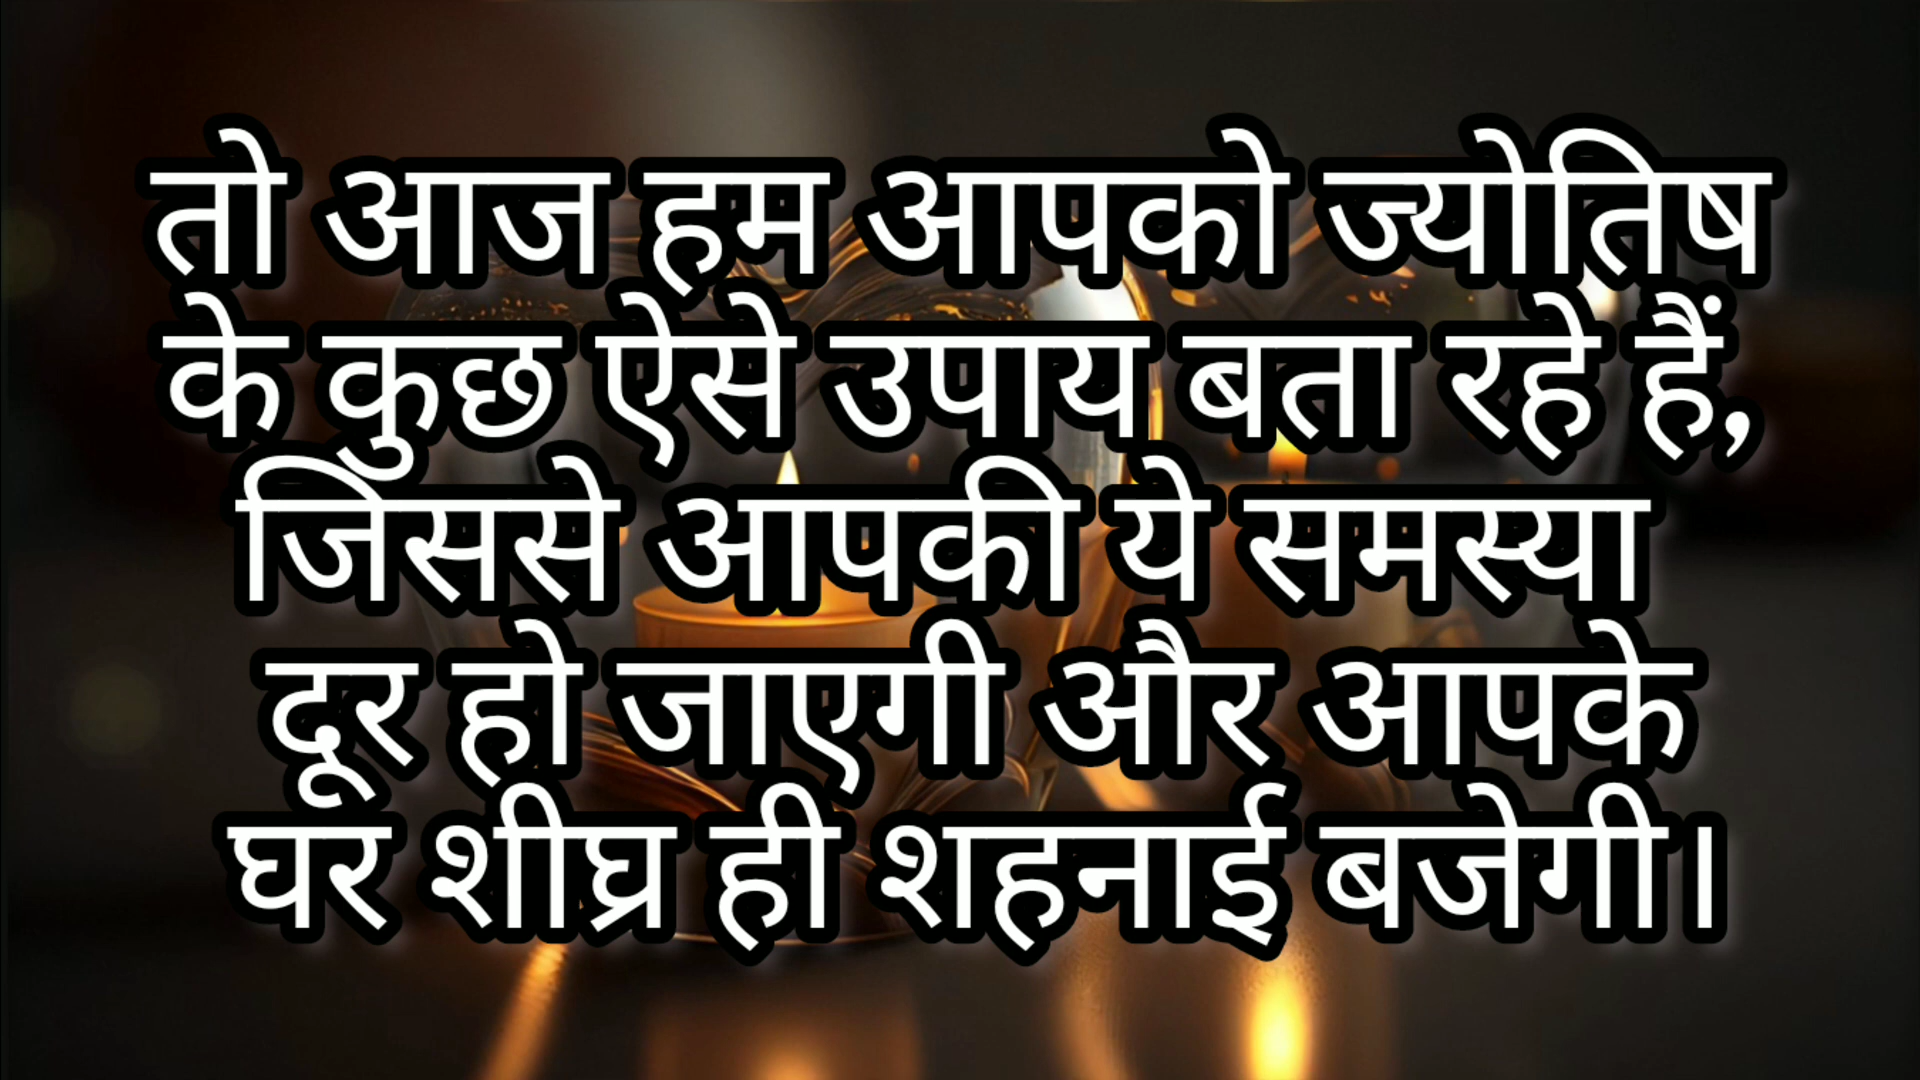 तो आज हम आपको ज्योतिष
के कुछ ऐसे उपाय बता रहे हैं,
जिससे आपकी ये समस्या
दूर हो जाएगी और आपके
घर शीघ्र ही शहनाई बजेगी।